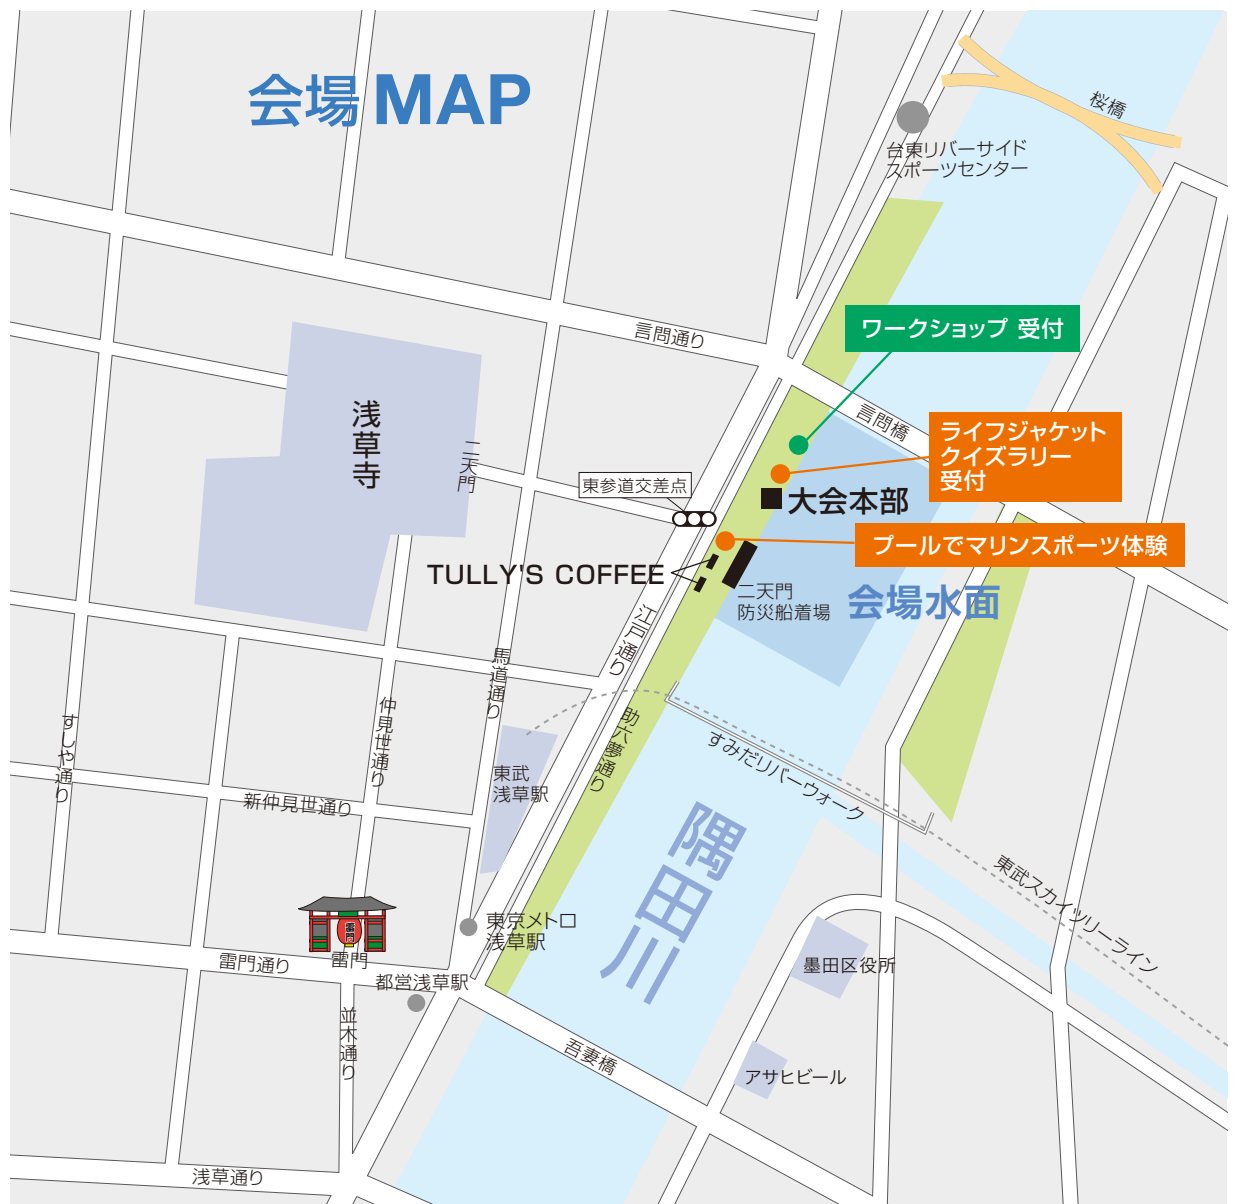 会場 MAP
桜橋
台東リバーサイド
スポーツセンター
ワークショップ 受付
言問通り
言問橋
ライフジャケット
クイズラリー
受付
浅草寺
二天門
東参道交差点
大会本部
プールでマリンスポーツ体験
TULLY'S COFFEE
二天門
防災船着場
会場水面
江戸通り
馬道通り
仲見世通り
すしや通り
助六夢通り
すみだリバーウォーク
東武
浅草駅
新仲見世通り
隅田川
東武スカイツリーライン
雷門
東京メトロ
浅草駅
雷門通り
雷門
都営浅草駅
墨田区役所
並木通り
吾妻橋
アサヒビール
浅草通り